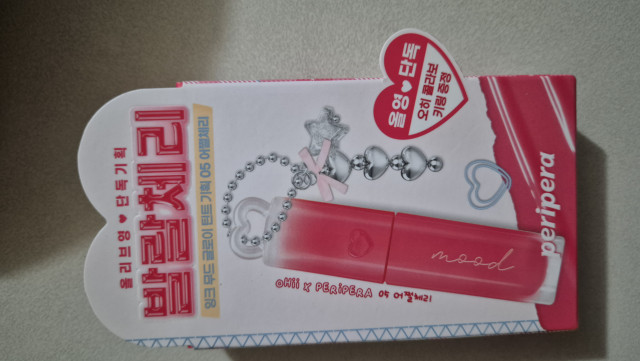 올리브영♥단독기획
발랄체리
잉크 무드 글로이 틴트 기획 05 어쩔체리
올영♥단독
오히 콜라보
키링 증정
peripera
mood
OHii X PERiPERA 05 어쩔체리